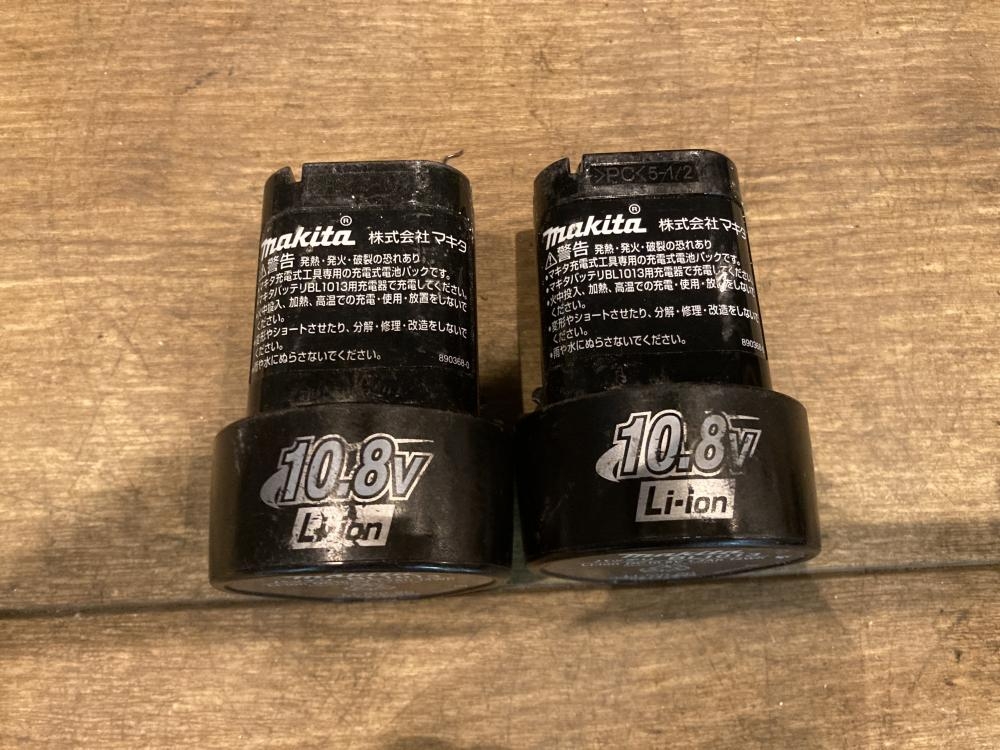 makita® 株式会社マキタ
⚠警告 発熱・発火・破裂の恐れあり
マキタ充電式工具専用の充電式電池パックです。
マキタバッテリBL1013用充電器で充電してください。
火中投入、加熱、高温での充電・使用・放置をしないで
ください。
変形やショートさせたり、分解・修理・改造をしないで
ください。
雨や水にぬらさないでください。
890368-0
10.8V
Li-ion
makita
>PC<5-1/2
makita® 株式会社マキタ
⚠警告 発熱・発火・破裂の恐れあり
・マキタ充電式工具専用の充電式電池パックです。
・マキタバッテリBL1013用充電器で充電してください
・火中投入、加熱、高温での充電・使用・放置をしないで
ください。
・変形やショートさせたり、分解・修理・改造をしないで
ください。
・雨や水にぬらさないでください。
890368
10.8V
Li-ion
makita